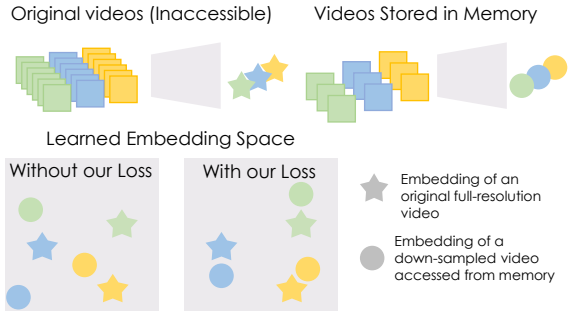 Original videos (Inaccessible)
Videos Stored in Memory
Learned Embedding Space
Without our Loss
With our Loss
Embedding of an
original full-resolution
video
Embedding of a
down-sampled video
accessed from memory